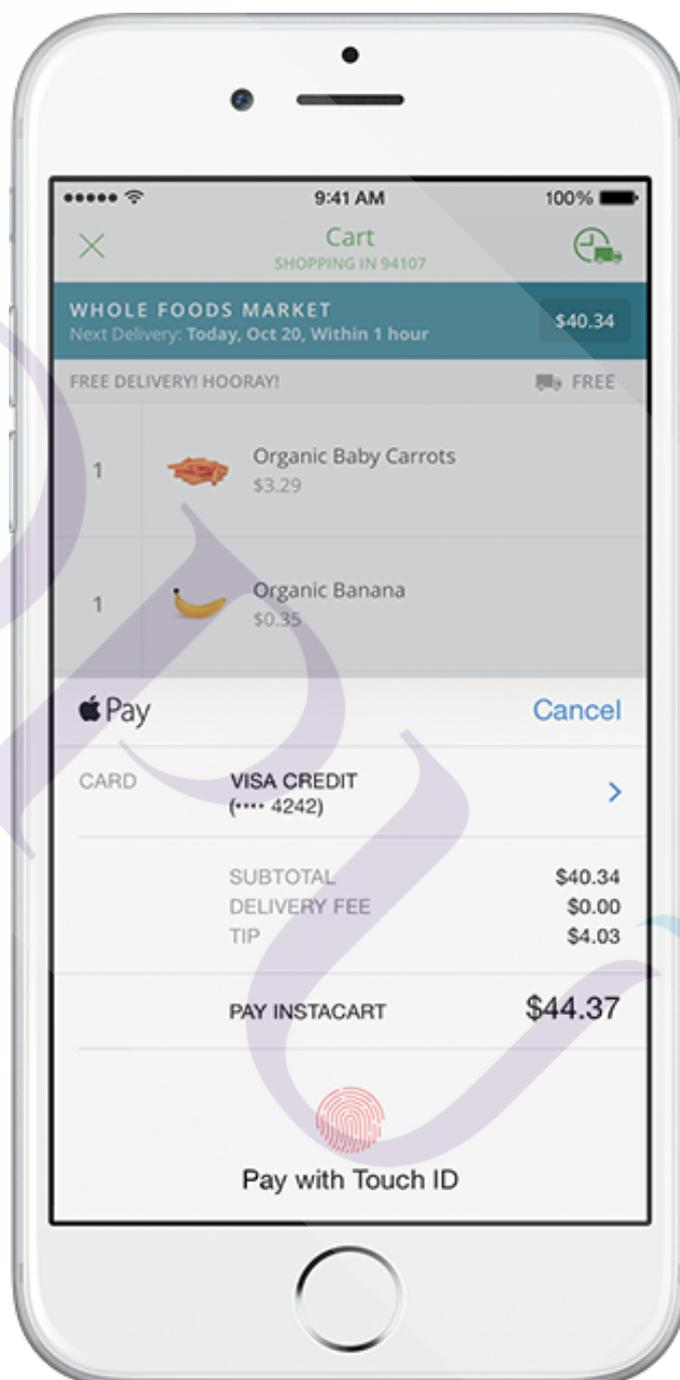 9:41 AM 100%
Cart
SHOPPING IN 94107
WHOLE FOODS MARKET
Next Delivery: Today, Oct 20, Within 1 hour
$40.34
FREE DELIVERY! HOORAY! FREE
1 Organic Baby Carrots
$3.29
1 Organic Banana
$0.35
Pay Cancel
CARD VISA CREDIT
(•••• 4242)
SUBTOTAL $40.34
DELIVERY FEE $0.00
TIP $4.03
PAY INSTACART $44.37
Pay with Touch ID